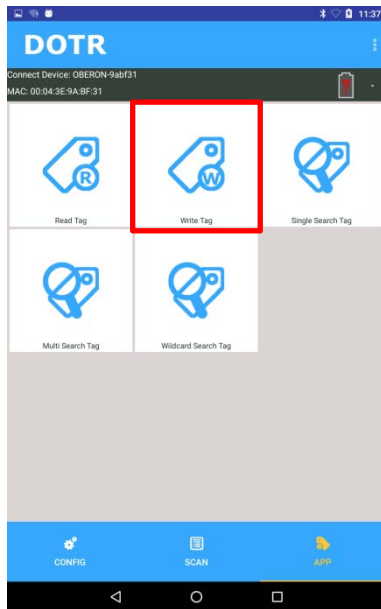 11:37
DOTR
Connect Device: OBERON-9abf31
MAC: 00:04:3E:9A:BF:31
?
-
R
W
Read Tag
Write Tag
Single Search Tag
Multi Search Tag
Wildcard Search Tag
CONFIG
SCAN
APP